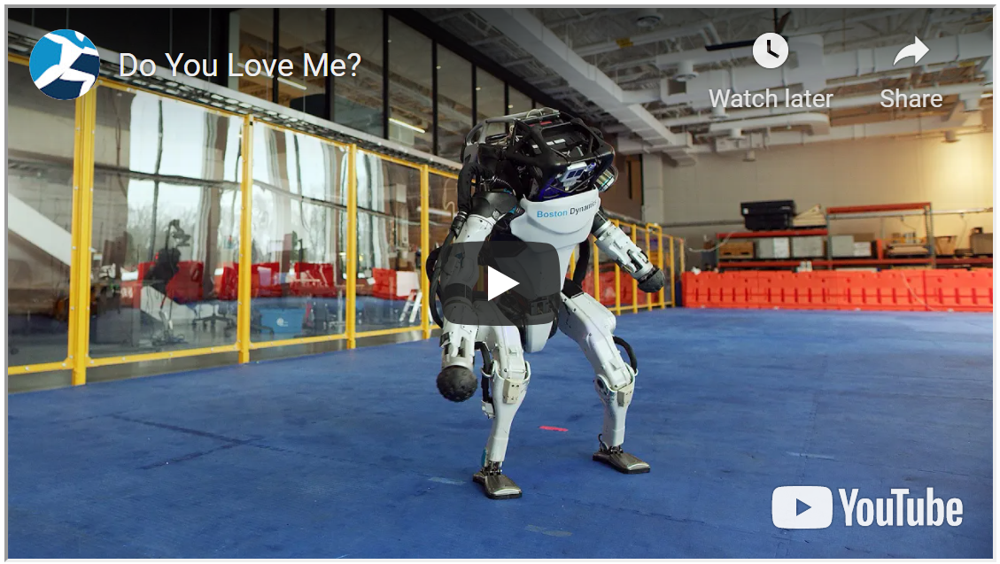 Do You Love Me?
Watch later
Share
Boston Dynamics
YouTube